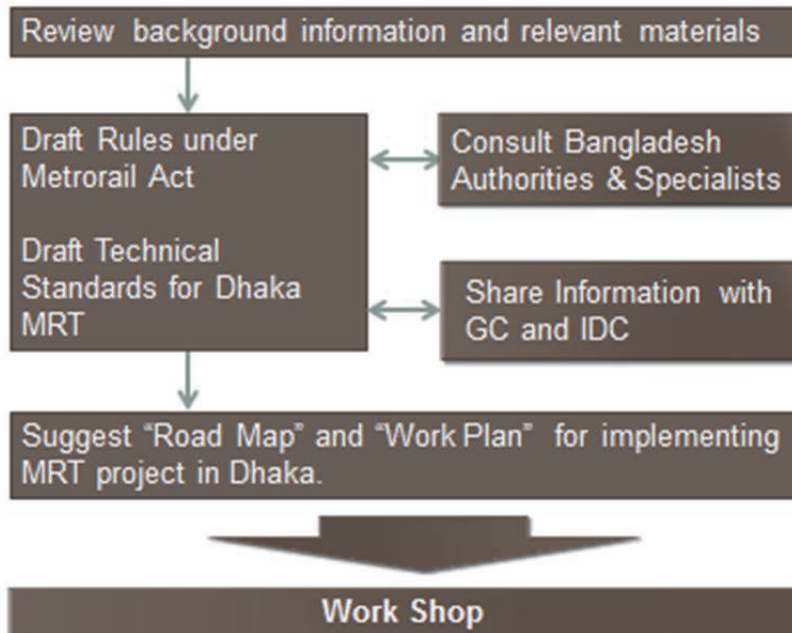 Review background information and relevant materials
Draft Rules under
Metrorail Act
Draft Technical
Standards for Dhaka
MRT
Consult Bangladesh
Authorities & Specialists
Share Information with
GC and IDC
Suggest “Road Map” and “Work Plan” for implementing
MRT project in Dhaka.
Work Shop